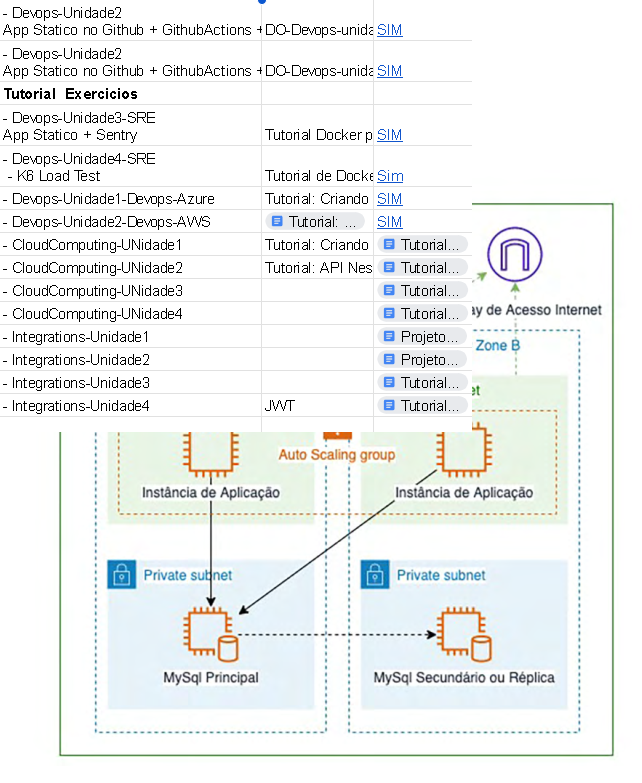 - Devops-Unidade2
App Statico no Github + GithubActions + DO-Devops-unida SIM
- Devops-Unidade2
App Statico no Github + GithubActions + DO-Devops-unida SIM
Tutorial Exercicios
- Devops-Unidade3-SRE
App Statico + Sentry Tutorial Docker p SIM
- Devops-Unidade4-SRE
- K6 Load Test Tutorial de Docke Sim
- Devops-Unidade1-Devops-Azure Tutorial: Criando SIM
- Devops-Unidade2-Devops-AWS Tutorial: ... SIM
- CloudComputing-UNidade1 Tutorial: Criando Tutorial...
- CloudComputing-UNidade2 Tutorial: API Nes Tutorial...
- CloudComputing-UNidade3 Tutorial...
- CloudComputing-UNidade4 Tutorial...
- Integrations-Unidade1 Projeto...
- Integrations-Unidade2 Projeto...
- Integrations-Unidade3 Tutorial...
- Integrations-Unidade4 JWT Tutorial...
ay de Acesso Internet
Zone B
et
Auto Scaling group
Instância de Aplicação Instância de Aplicação
Private subnet Private subnet
MySql Principal MySql Secundário ou Réplica